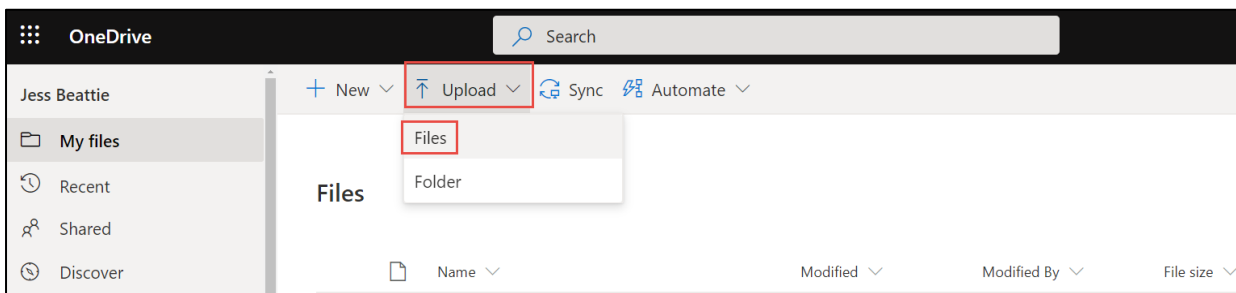 OneDrive
Search
Jess Beattie
My files
Recent
Shared
Discover
New
Upload
Sync
Automate
Files
Folder
Files
Name
Modified
Modified By
File size